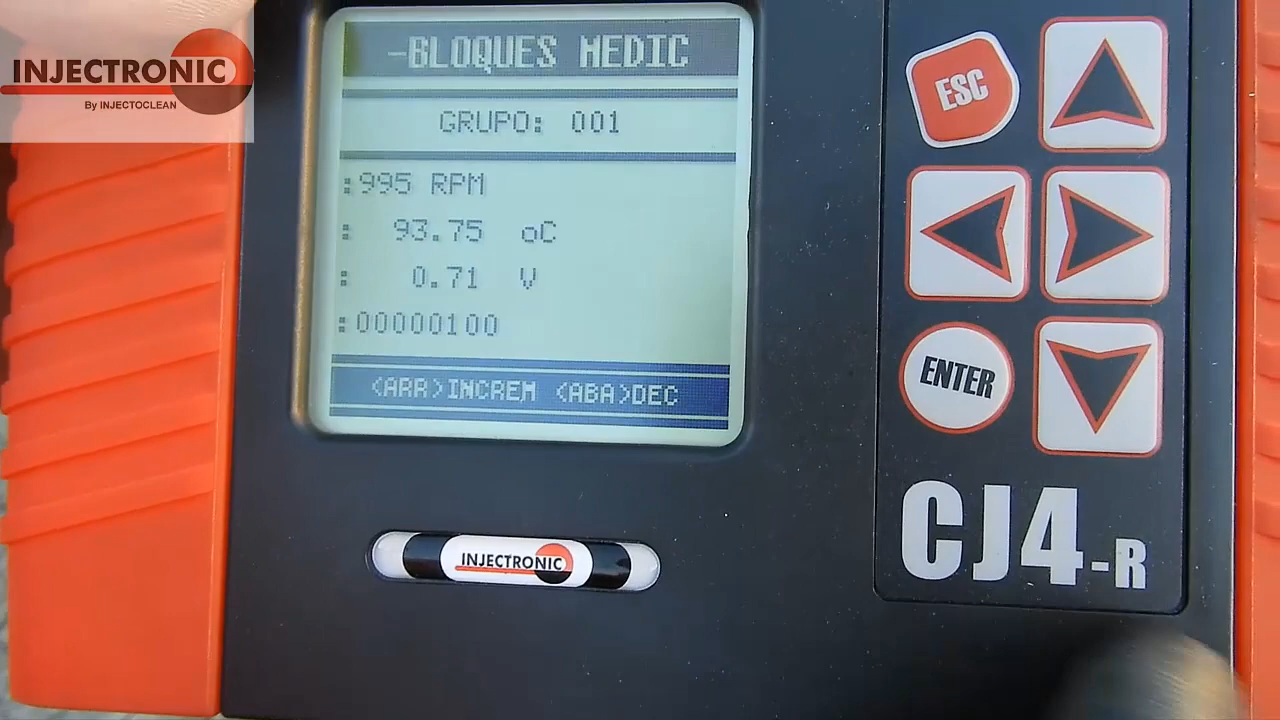 INJECTRONIC
By INJECTOCLEAN
-BLOQUES MEDIC
GRUPO: 001
:995 RPM
: 93.75 oC
: 0.71 V
:00000100
<ARR>INCREM <ABA>DEC
ESC
ENTER
CJ4-R
INJECTRONIC